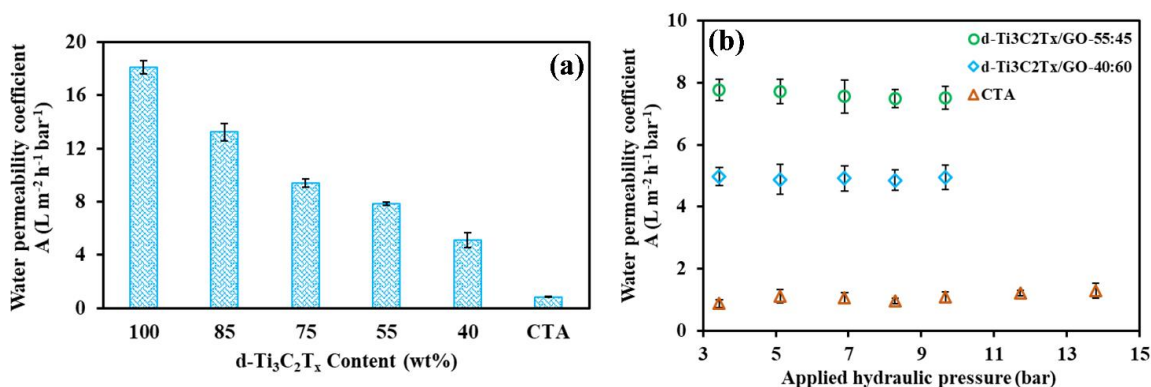 (a)
Water permeability coefficient
A (L m⁻² h⁻¹ bar⁻¹)
20
16
12
8
4
0
100 85 75 55 40 CTA
d-Ti₃C₂Tₓ Content (wt%)
(b)
Water permeability coefficient
A (L m⁻² h⁻¹ bar⁻¹)
10
8
6
4
2
0
d-Ti3C2Tx/GO-55:45
d-Ti3C2Tx/GO-40:60
CTA
3 5 7 9 11 13 15
Applied hydraulic pressure (bar)